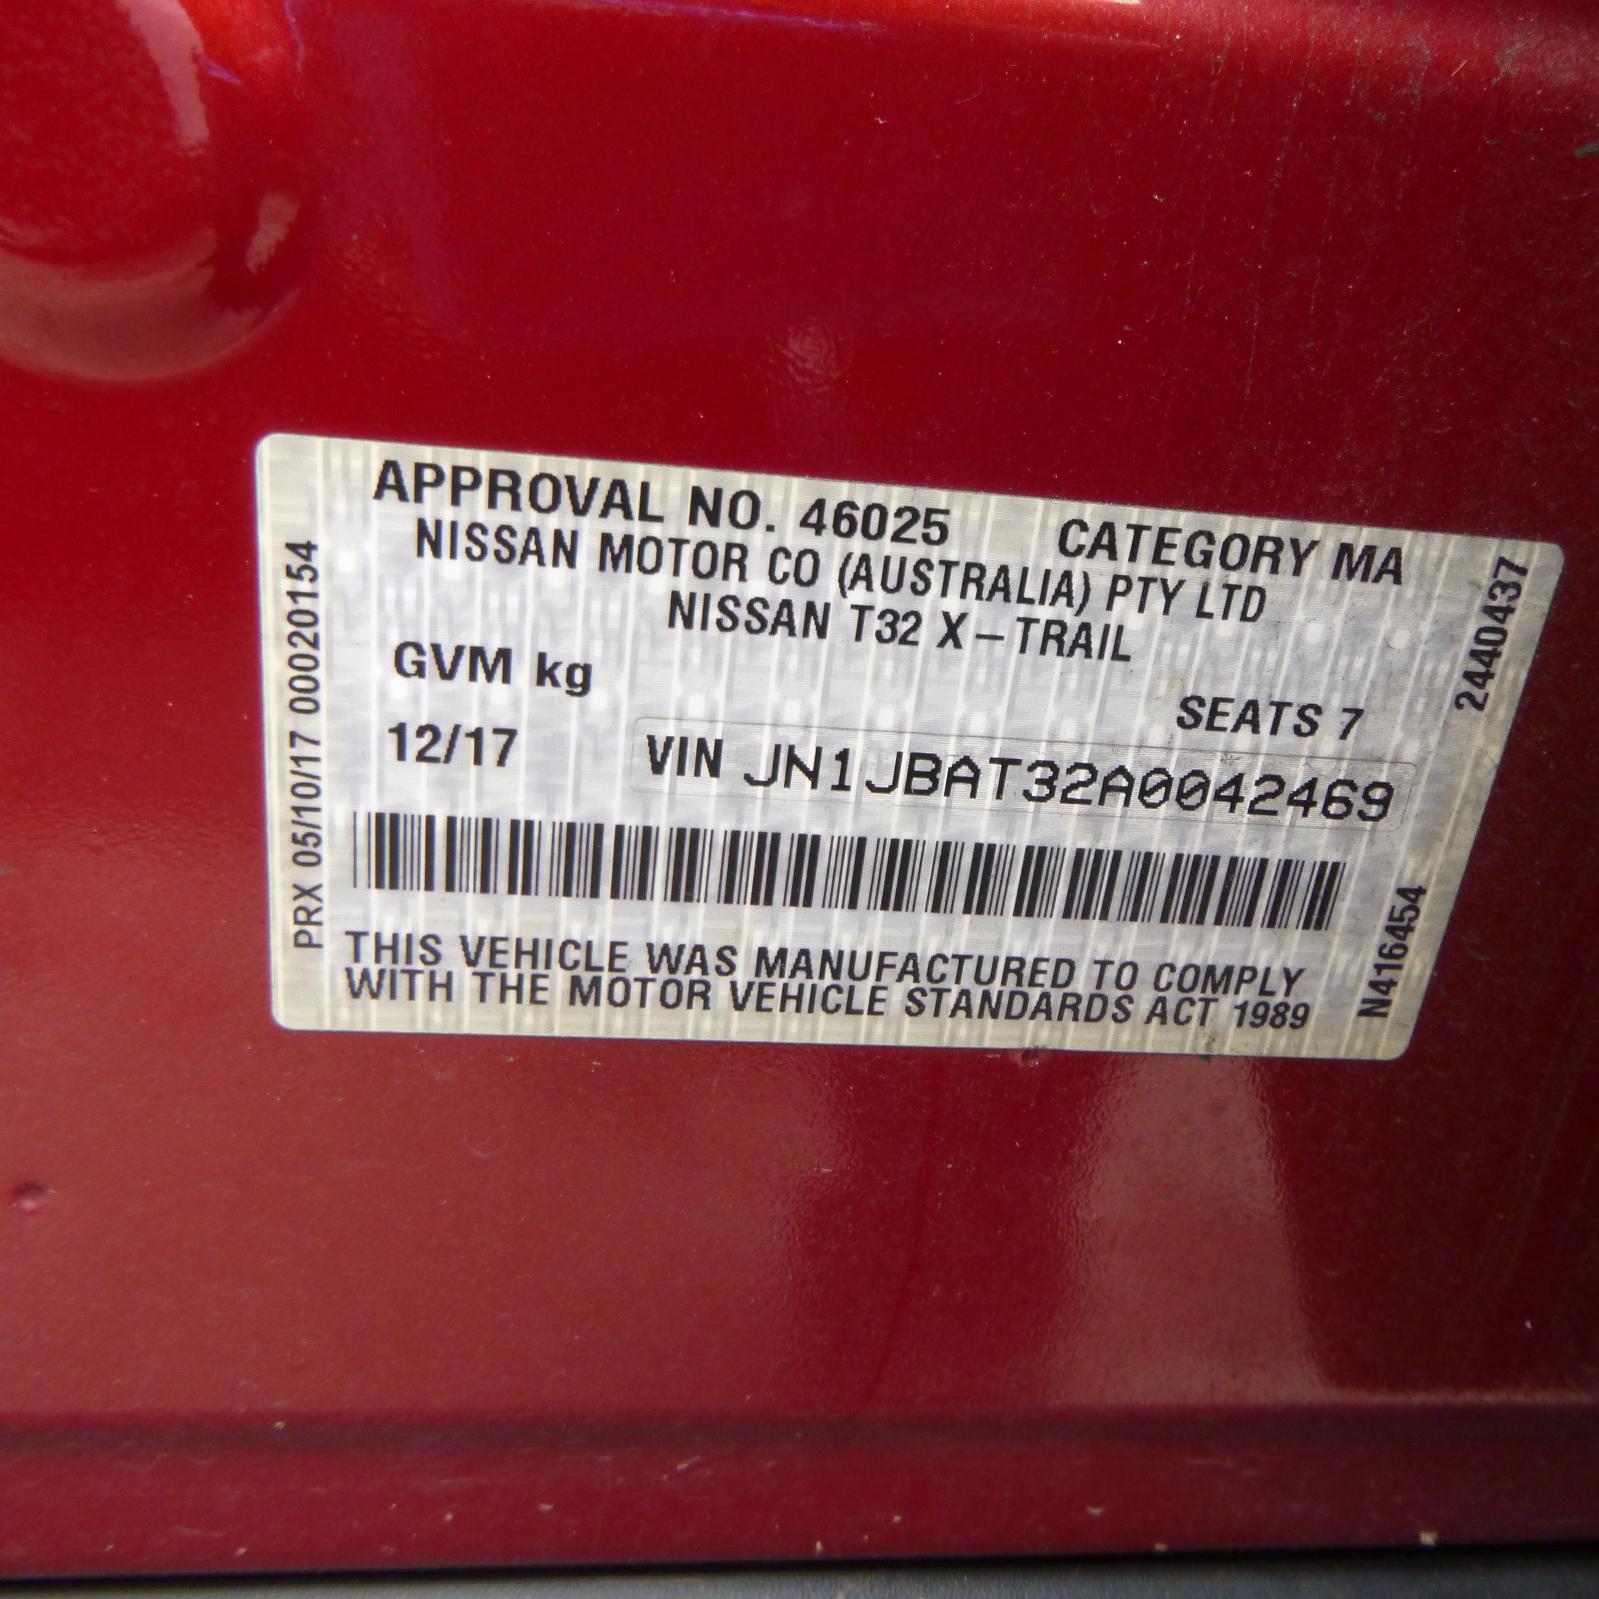 APPROVAL NO. 46025 CATEGORY MA
NISSAN MOTOR CO (AUSTRALIA) PTY LTD
NISSAN T32 X-TRAIL
GVM kg
SEATS 7
12/17 VIN JN1JBAT32A0042469
THIS VEHICLE WAS MANUFACTURED TO COMPLY
WITH THE MOTOR VEHICLE STANDARDS ACT 1989
PRX 05/10/17 00020154
2440437
N416454